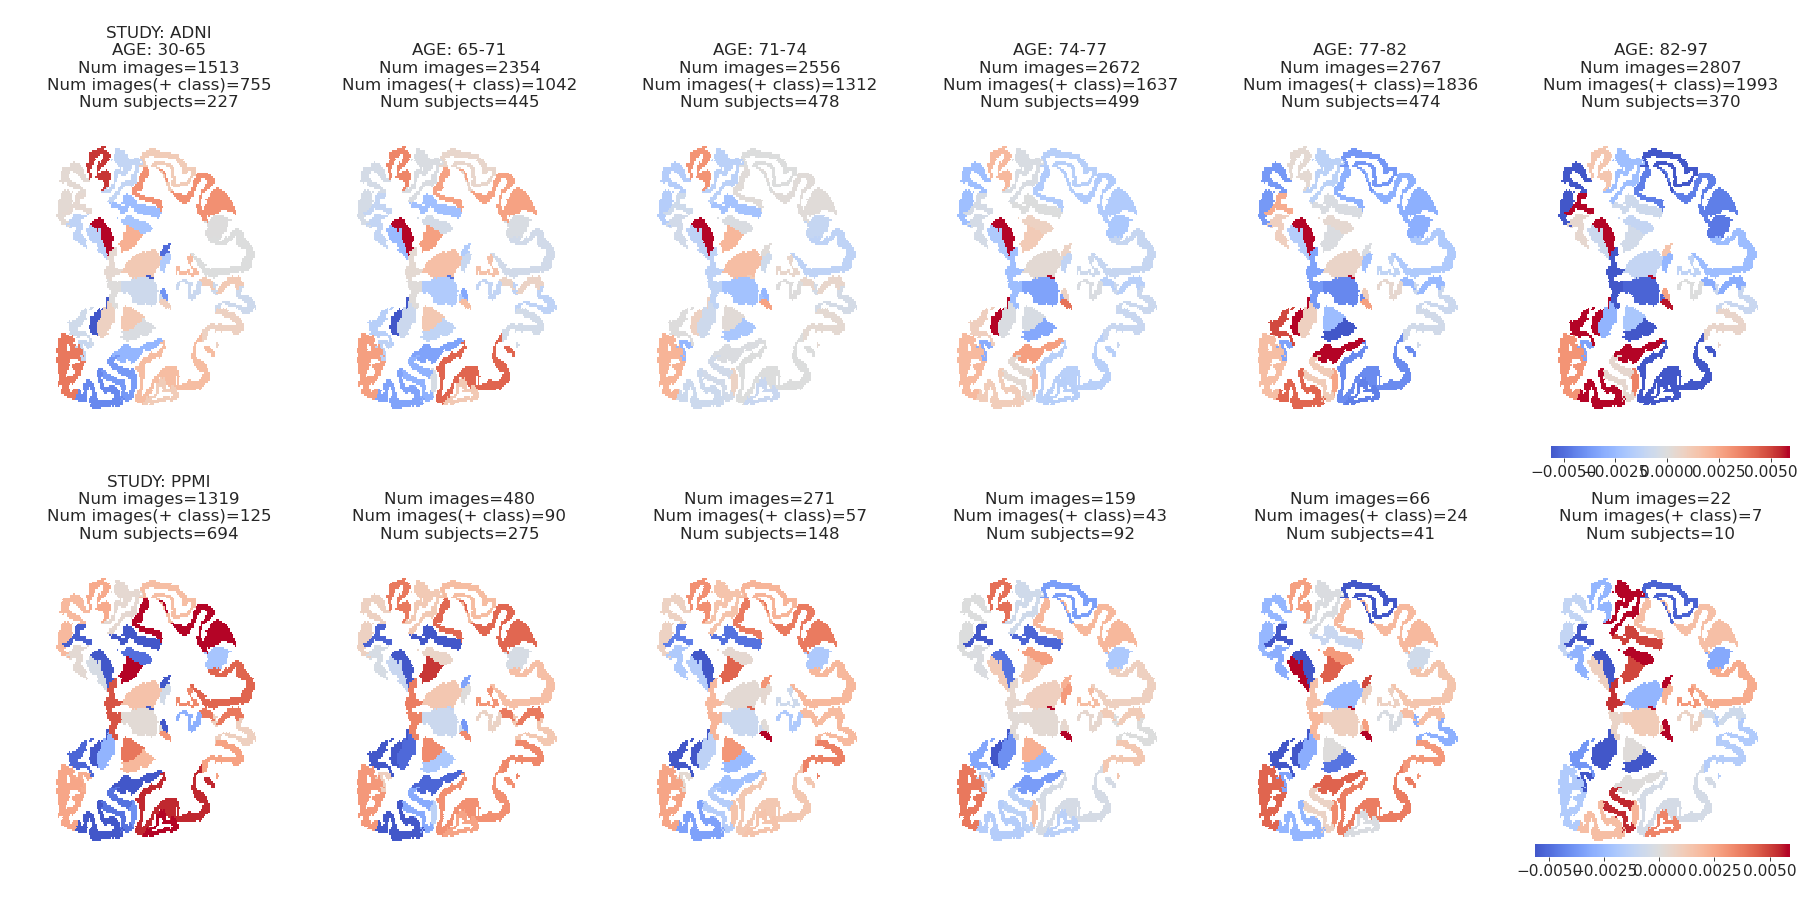 STUDY: ADNI
AGE: 30-65
Num images=1513
Num images(+ class)=755
Num subjects=227
AGE: 65-71
Num images=2354
Num images(+ class)=1042
Num subjects=445
AGE: 71-74
Num images=2556
Num images(+ class)=1312
Num subjects=478
AGE: 74-77
Num images=2672
Num images(+ class)=1637
Num subjects=499
AGE: 77-82
Num images=2767
Num images(+ class)=1836
Num subjects=474
AGE: 82-97
Num images=2807
Num images(+ class)=1993
Num subjects=370
−0.0050 −0.0025 0.0000 0.0025 0.0050
STUDY: PPMI
Num images=1319
Num images(+ class)=125
Num subjects=694
Num images=480
Num images(+ class)=90
Num subjects=275
Num images=271
Num images(+ class)=57
Num subjects=148
Num images=159
Num images(+ class)=43
Num subjects=92
Num images=66
Num images(+ class)=24
Num subjects=41
Num images=22
Num images(+ class)=7
Num subjects=10
−0.0050 −0.0025 0.0000 0.0025 0.0050